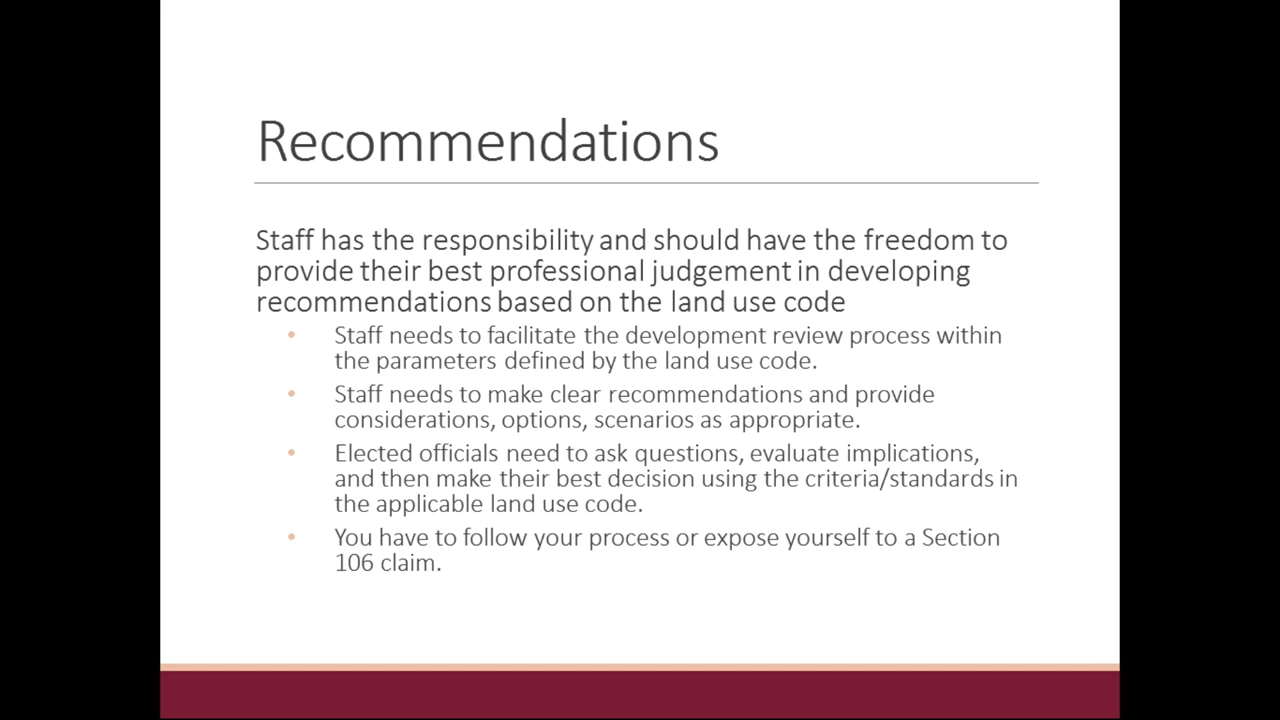 Recommendations
Staff has the responsibility and should have the freedom to
provide their best professional judgement in developing
recommendations based on the land use code
• Staff needs to facilitate the development review process within
the parameters defined by the land use code.
• Staff needs to make clear recommendations and provide
considerations, options, scenarios as appropriate.
• Elected officials need to ask questions, evaluate implications,
and then make their best decision using the criteria/standards in
the applicable land use code.
• You have to follow your process or expose yourself to a Section
106 claim.